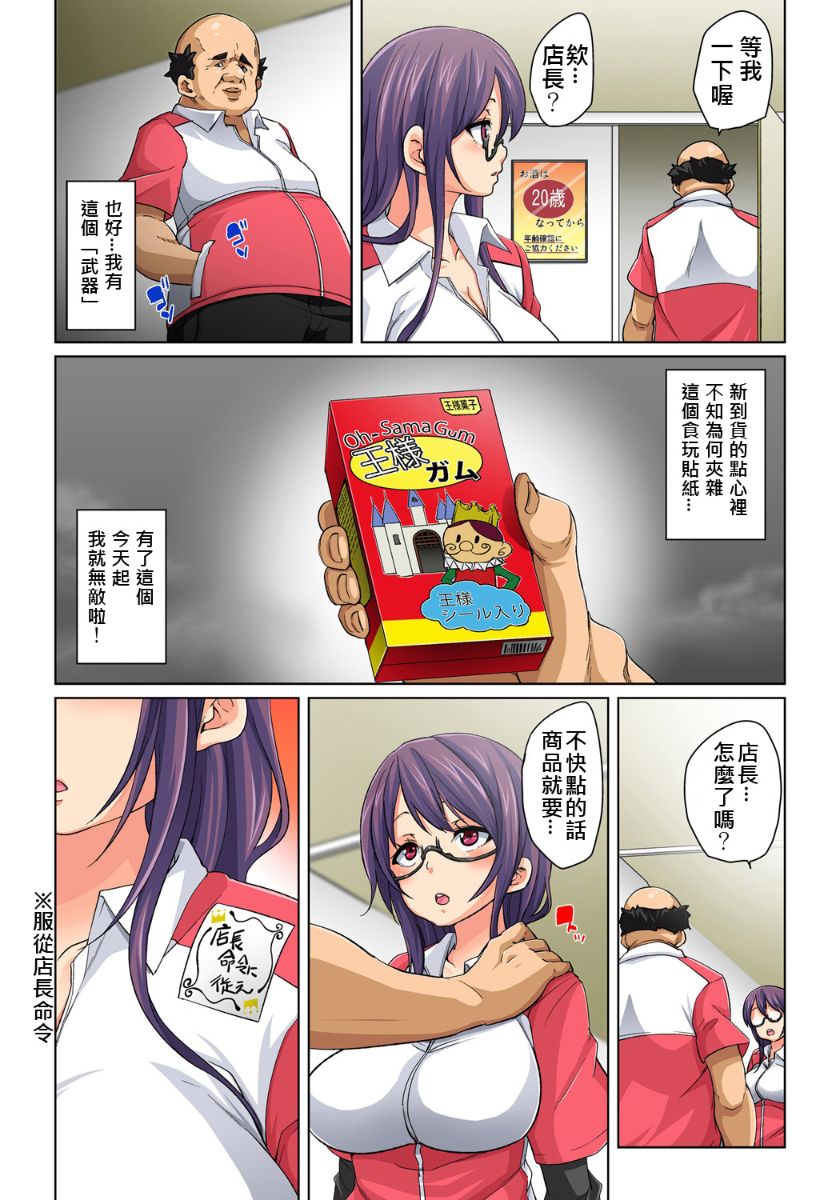 等我
一下喔
欸…
店長?
お酒は
20歳
なってから
年齢確認に
ご協力ください
也好…我有
這個「武器」
ゴソ
ゴソ
新到貨的點心裡
不知為何夾雜
這個食玩貼紙…
王様菓子
Oh-Sama Gum
王様
ガム
王様
シール入り
有了這個
今天起
我就無敵啦!
店長…
怎麼了嗎?
不快點的話
商品就要…
スッ
店長
命令に
従え
※服從店長命令